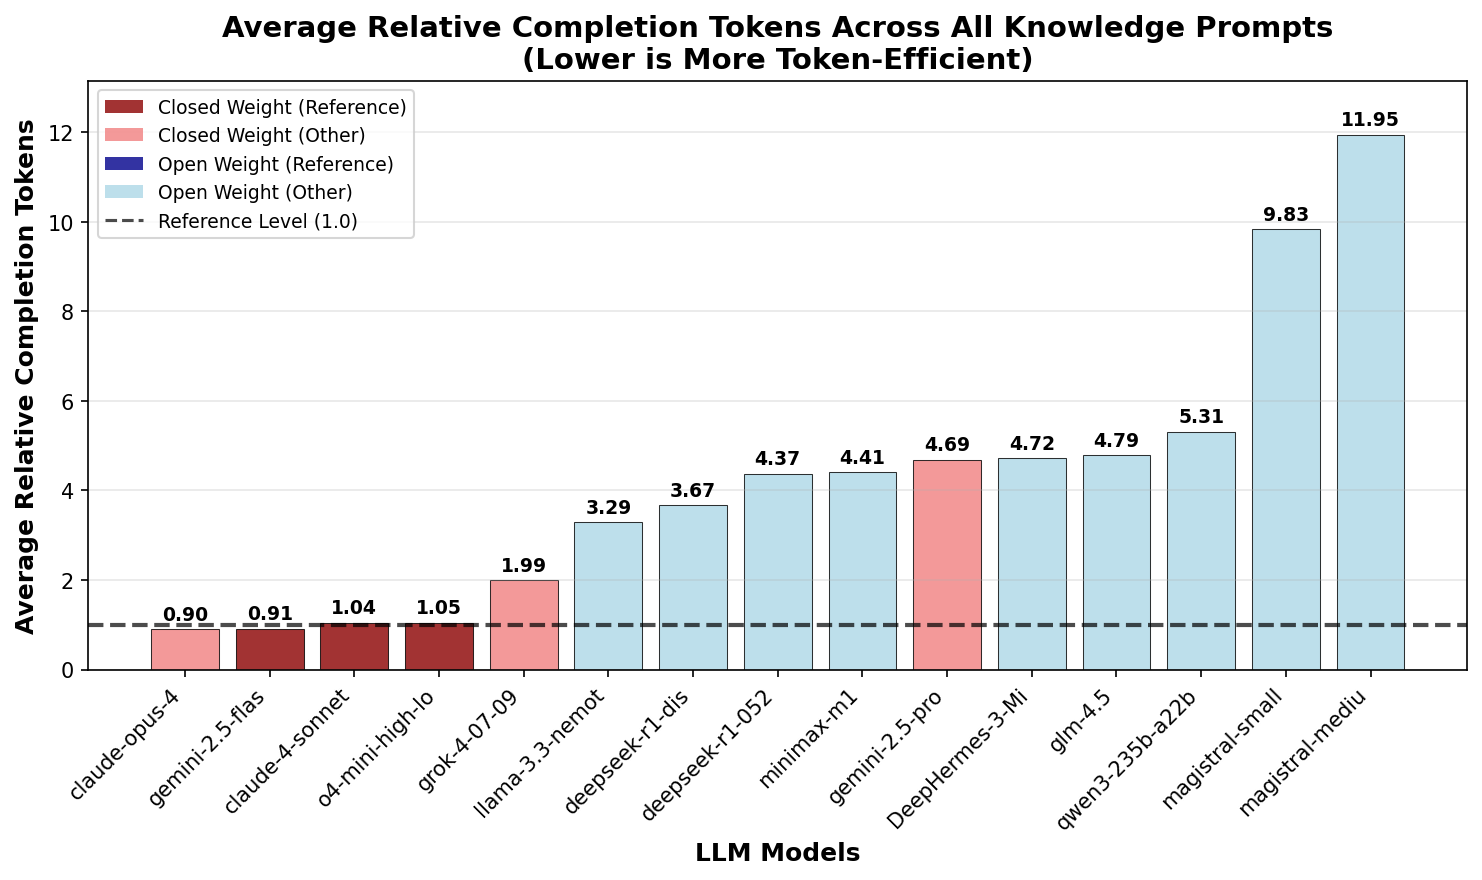 Average Relative Completion Tokens Across All Knowledge Prompts
(Lower is More Token-Efficient)
Average Relative Completion Tokens
12
10
8
6
4
2
0
Closed Weight (Reference)
Closed Weight (Other)
Open Weight (Reference)
Open Weight (Other)
Reference Level (1.0)
0.90
0.91
1.04
1.05
1.99
3.29
3.67
4.37
4.41
4.69
4.72
4.79
5.31
9.83
11.95
claude-opus-4
gemini-2.5-flas
claude-4-sonnet
o4-mini-high-lo
grok-4-07-09
llama-3.3-nemot
deepseek-r1-dis
deepseek-r1-052
minimax-m1
gemini-2.5-pro
DeepHermes-3-Mi
glm-4.5
qwen3-235b-a22b
magistral-small
magistral-mediu
LLM Models